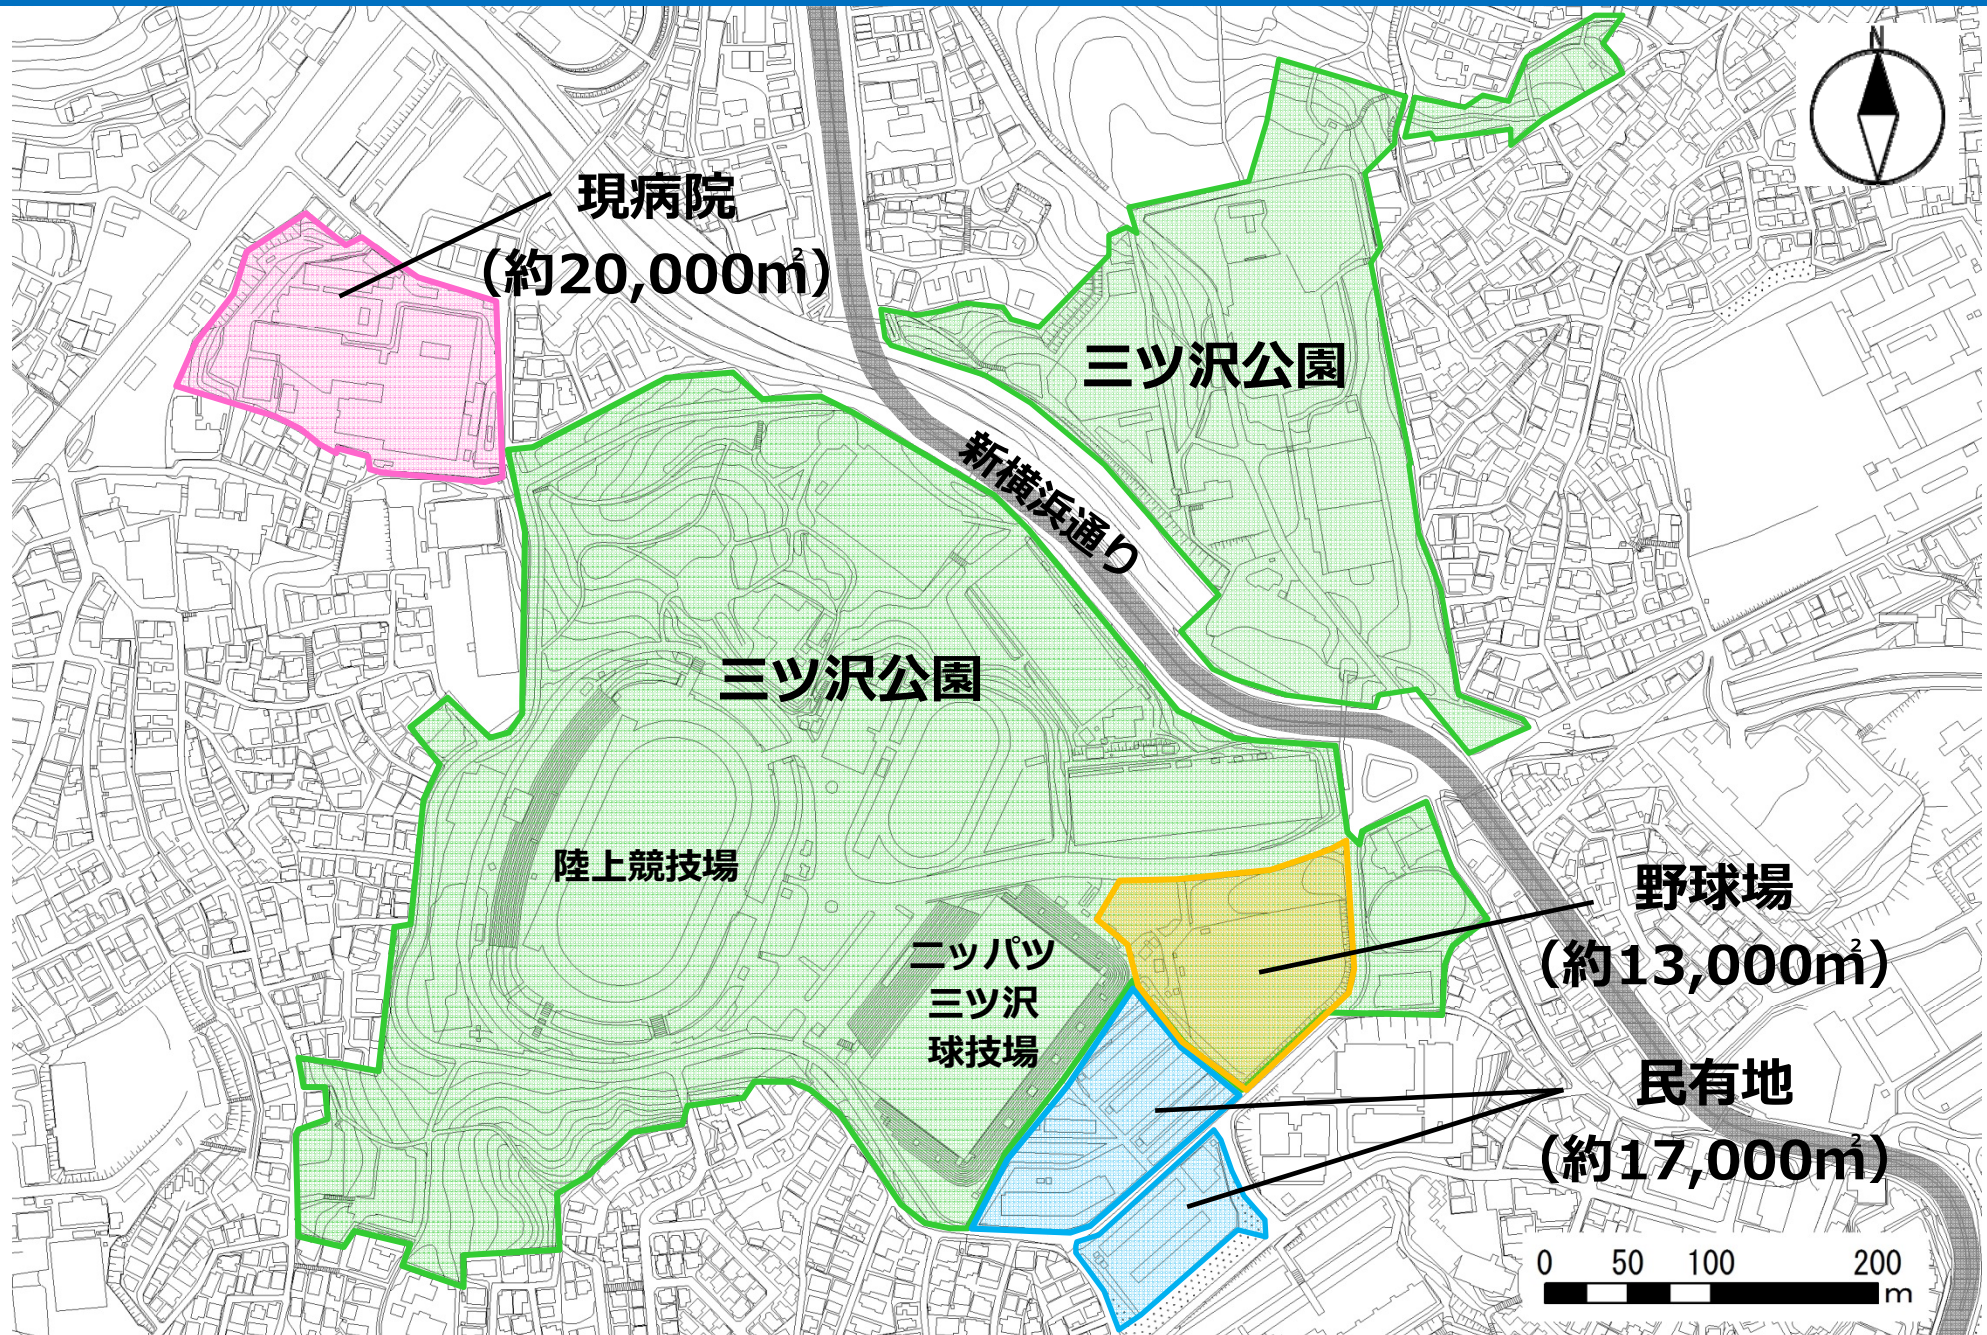 N
現病院
（約20,000㎡）
三ツ沢公園
新横浜通り
三ツ沢公園
陸上競技場
ニッパツ
三ツ沢
球技場
野球場
（約13,000㎡）
民有地
（約17,000㎡）
0 50 100 200
m